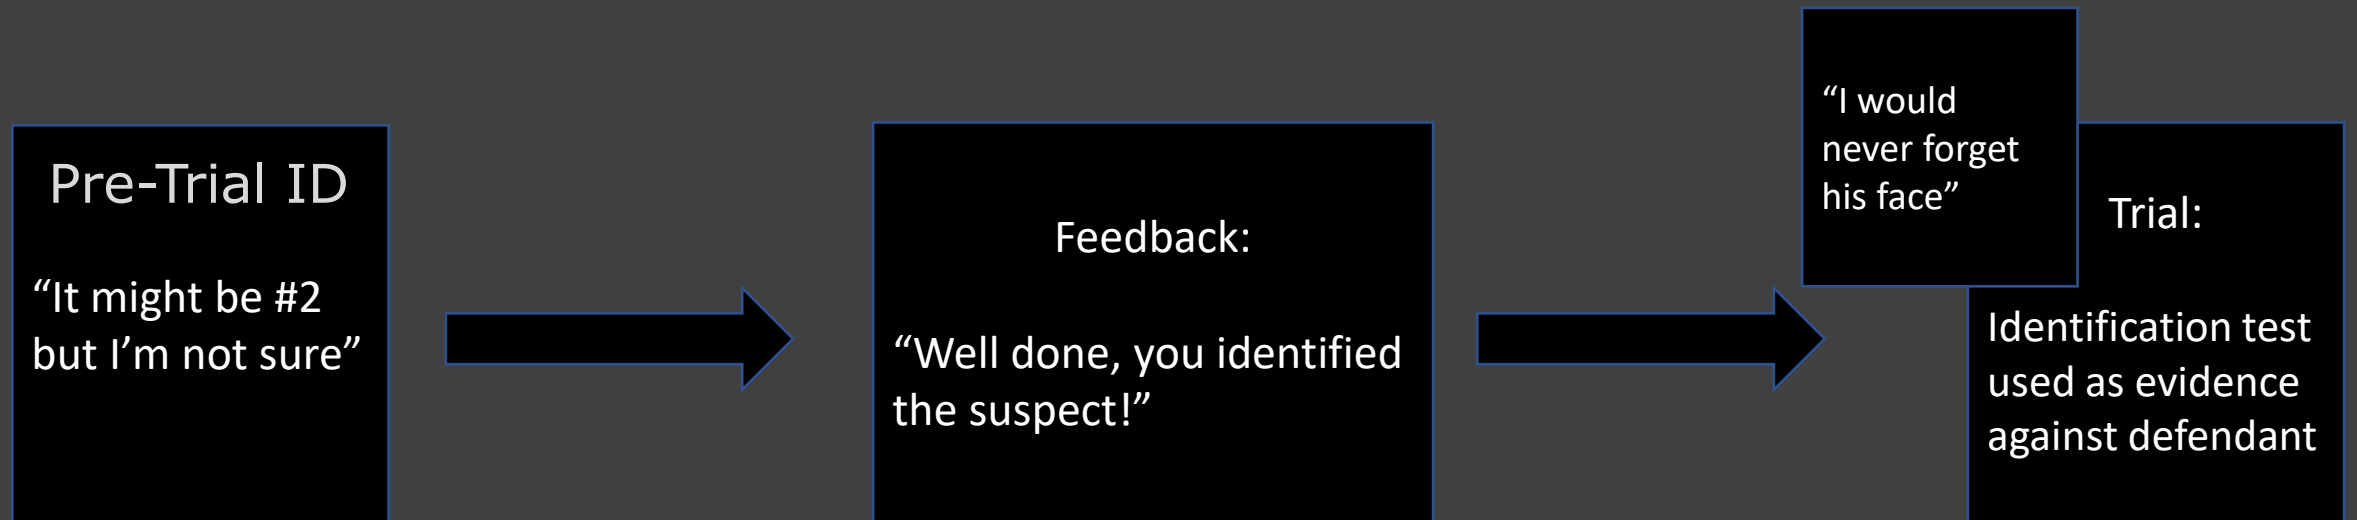 Pre-Trial ID
“It might be #2
but I’m not sure”
Feedback:
“Well done, you identified
the suspect!”
“I would
never forget
his face”
Trial:
Identification test
used as evidence
against defendant